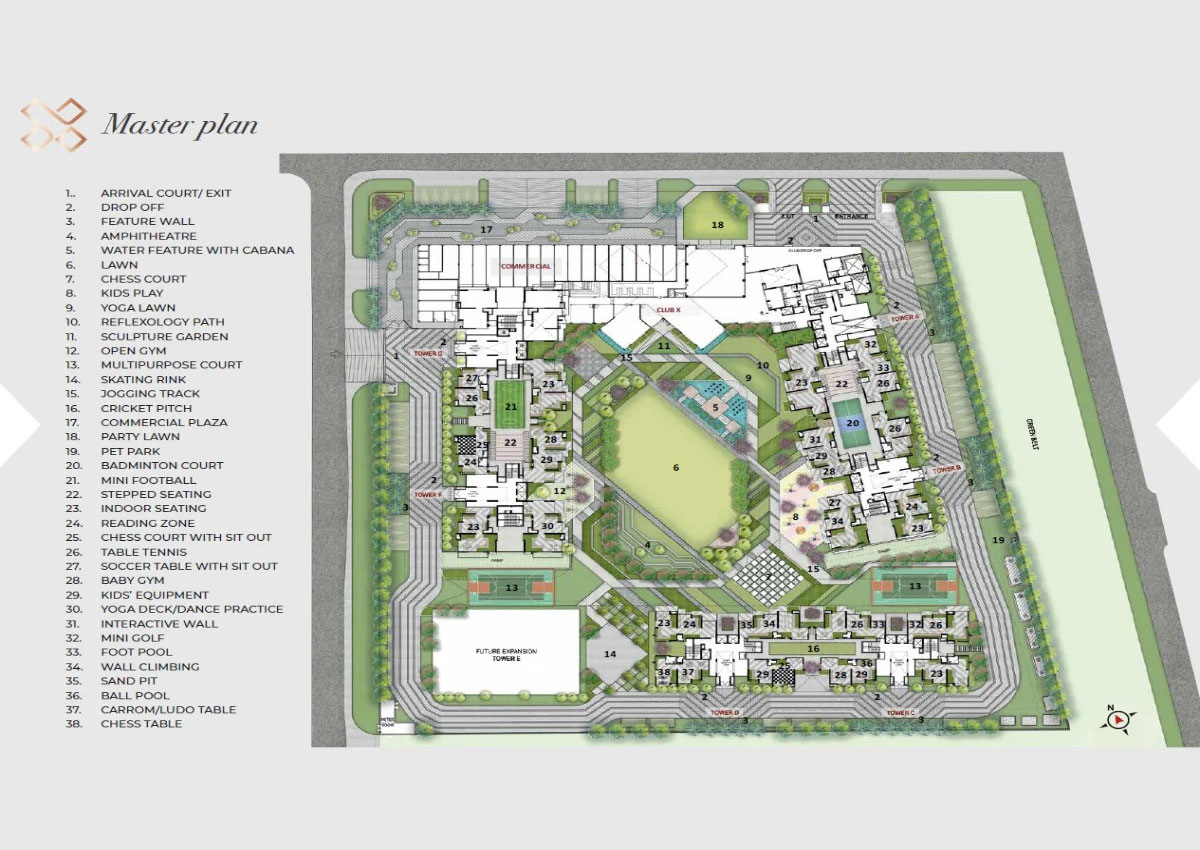 Master plan
1.. ARRIVAL COURT/ EXIT
2. DROP OFF
3. FEATURE WALL
4. AMPHITHEATRE
5. WATER FEATURE WITH CABANA
6. LAWN
7. CHESS COURT
8. KIDS PLAY
9. YOGA LAWN
10. REFLEXOLOGY PATH
11. SCULPTURE GARDEN
12. OPEN GYM
13. MULTIPURPOSE COURT
14. SKATING RINK
15. JOGGING TRACK
16. CRICKET PITCH
17. COMMERCIAL PLAZA
18. PARTY LAWN
19. PET PARK
20. BADMINTON COURT
21. MINI FOOTBALL
22. STEPPED SEATING
23. INDOOR SEATING
24. READING ZONE
25. CHESS COURT WITH SIT OUT
26. TABLE TENNIS
27. SOCCER TABLE WITH SIT OUT
28. BABY GYM
29. KIDS' EQUIPMENT
30. YOGA DECK/DANCE PRACTICE
31. INTERACTIVE WALL
32. MINI GOLF
33. FOOT POOL
34. WALL CLIMBING
35. SAND PIT
36. BALL POOL
37. CARROM/LUDO TABLE
38. CHESS TABLE
EXIT 1 ENTRANCE
18
17
2
CLUB DROP OFF
COMMERCIAL
CLUB X
2
TOWER A
3
1
2
TOWER G
15
11
10
9
32
33
26
22
23
27
26
23
21
5
20
26
25
22
28
24
29
6
31
29
28
2
TOWER B
3
2
TOWER F
3
12
8
27
34
24
23
23
30
4
15
19
RAMP
RAMP
13
7
13
FUTURE EXPANSION
TOWER E
14
23 24 35 34 26 33 32 26
16
38 37 29 25 28 29 36 23
2
TOWER D
3
2
TOWER C
3
METER
ROOM
GREEN BELT
N